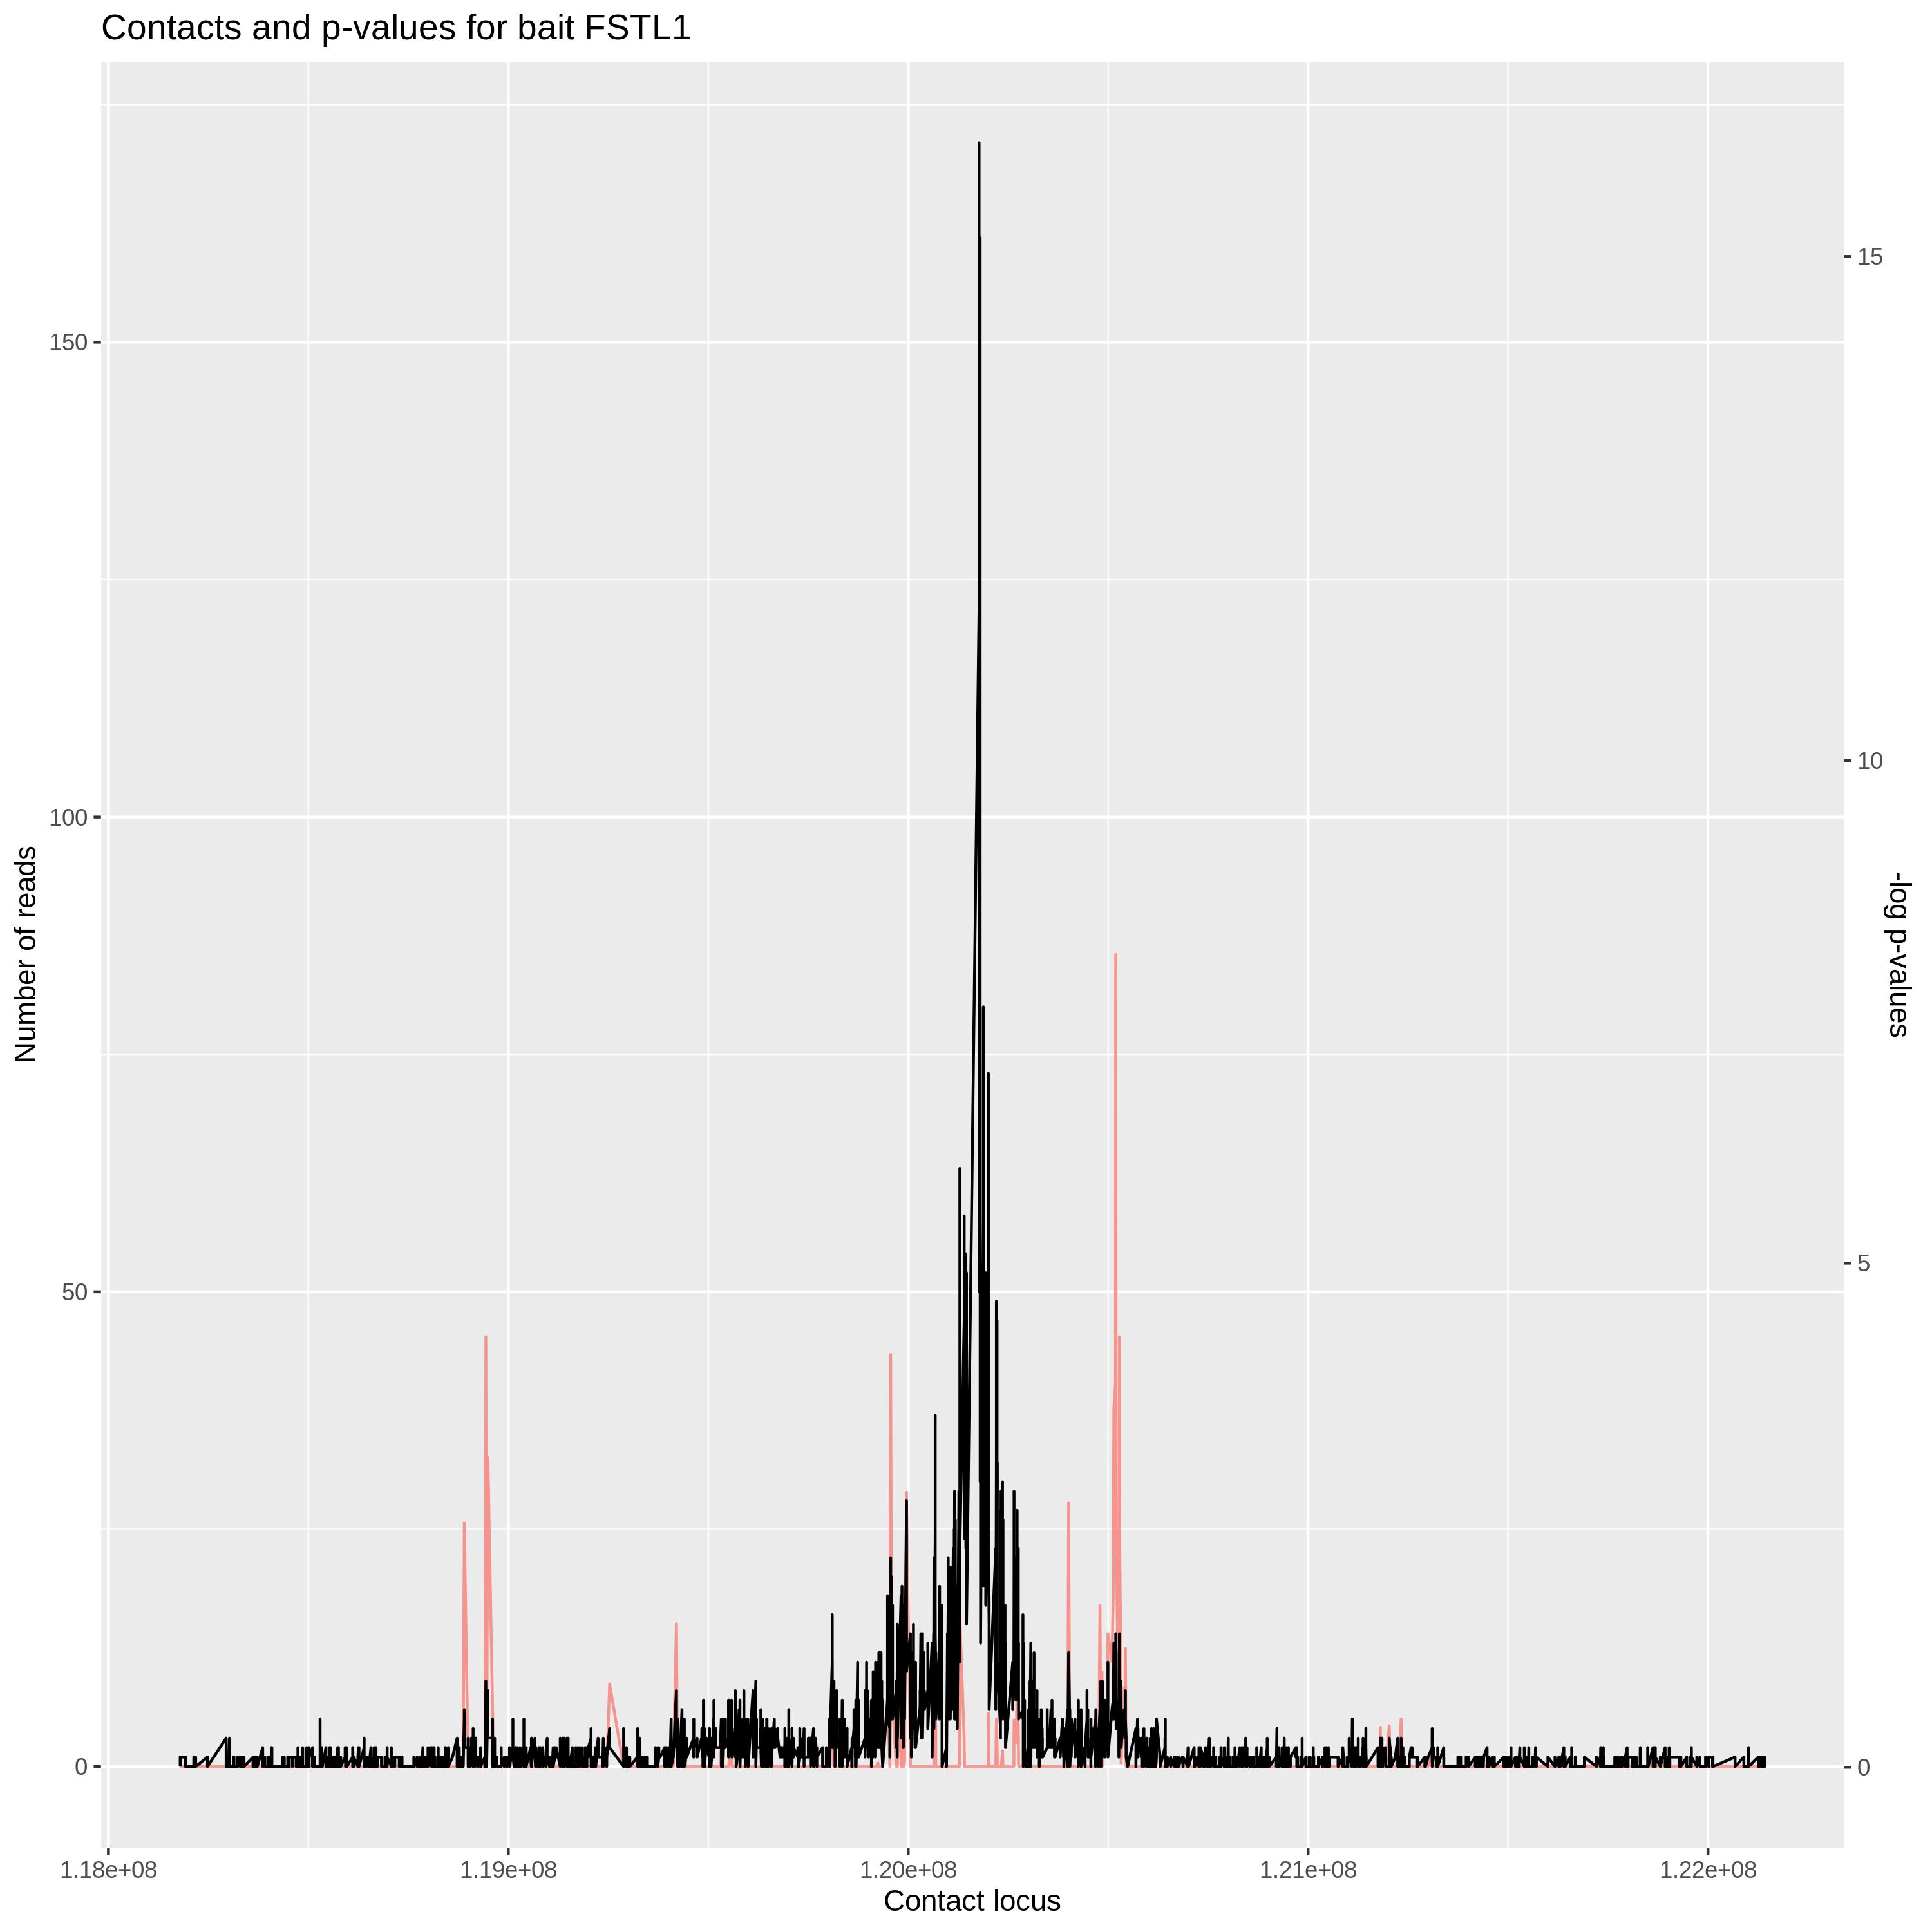 Contacts and p-values for bait FSTL1
150
100
50
0
15
10
5
0
Number of reads
-log p-values
1.18e+08
1.19e+08
1.20e+08
1.21e+08
1.22e+08
Contact locus